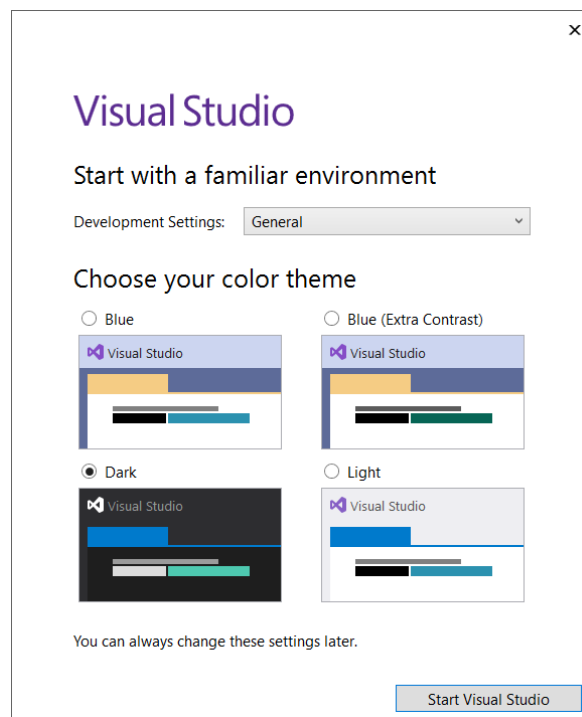 Visual Studio
Start with a familiar environment
Development Settings: General
Choose your color theme
Blue
Blue (Extra Contrast)
Visual Studio
Visual Studio
Dark
Light
Visual Studio
Visual Studio
You can always change these settings later.
Start Visual Studio